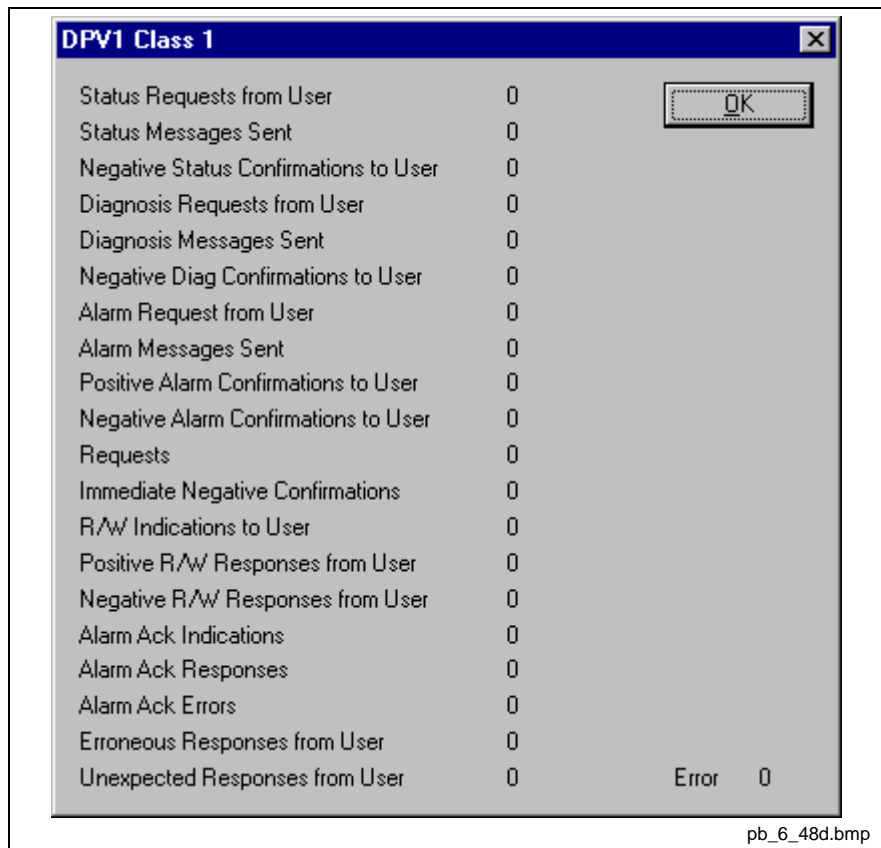 DPV1 Class 1
Status Requests from User 0
OK
Status Messages Sent 0
Negative Status Confirmations to User 0
Diagnosis Requests from User 0
Diagnosis Messages Sent 0
Negative Diag Confirmations to User 0
Alarm Request from User 0
Alarm Messages Sent 0
Positive Alarm Confirmations to User 0
Negative Alarm Confirmations to User 0
Requests 0
Immediate Negative Confirmations 0
R/W Indications to User 0
Positive R/W Responses from User 0
Negative R/W Responses from User 0
Alarm Ack Indications 0
Alarm Ack Responses 0
Alarm Ack Errors 0
Erroneous Responses from User 0
Unexpected Responses from User 0 Error 0
pb_6_48d.bmp